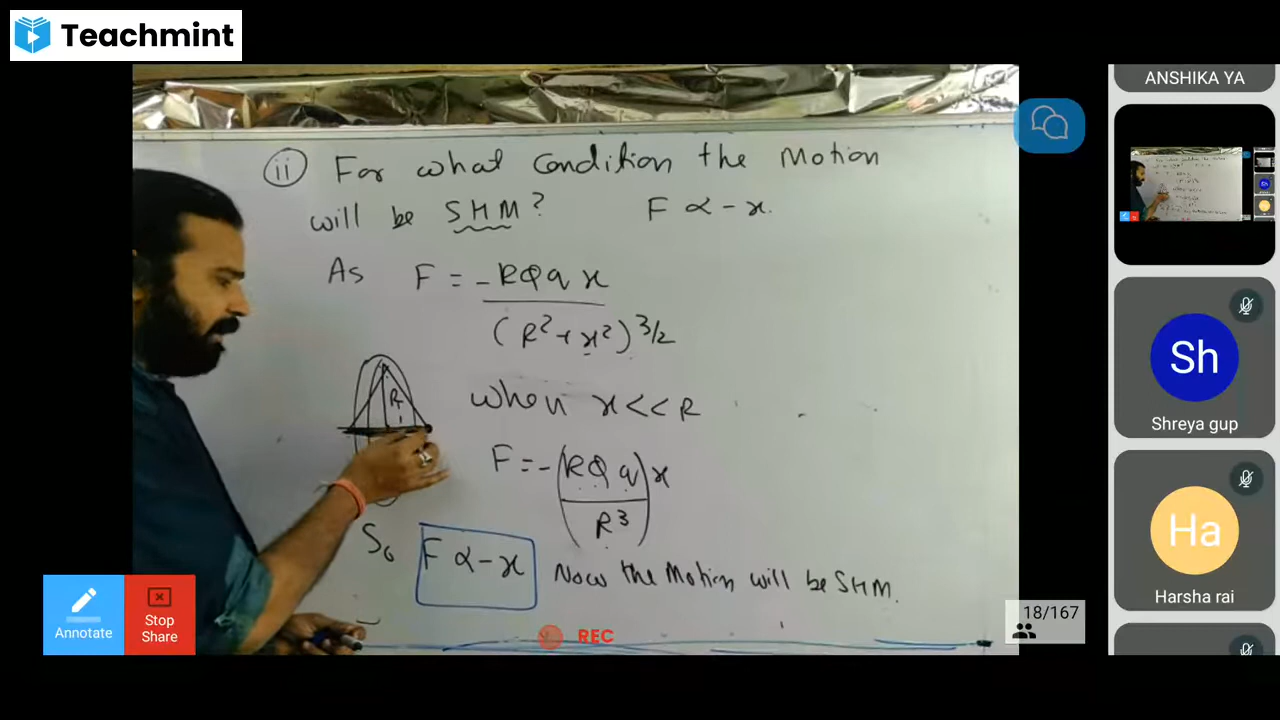 Teachmint
ANSHIKA YA
(ii) For what condition the Motion
will be SHM? F ∝ -x.
As F = -KQqx
(R²+x²)^3/2
R
when x<<R
F = -(KQq)x
(R³)
So F ∝ -x Now the Motion will be SHM.
Sh
Shreya gup
Ha
Harsha rai
Annotate
Stop
Share
REC
18/167